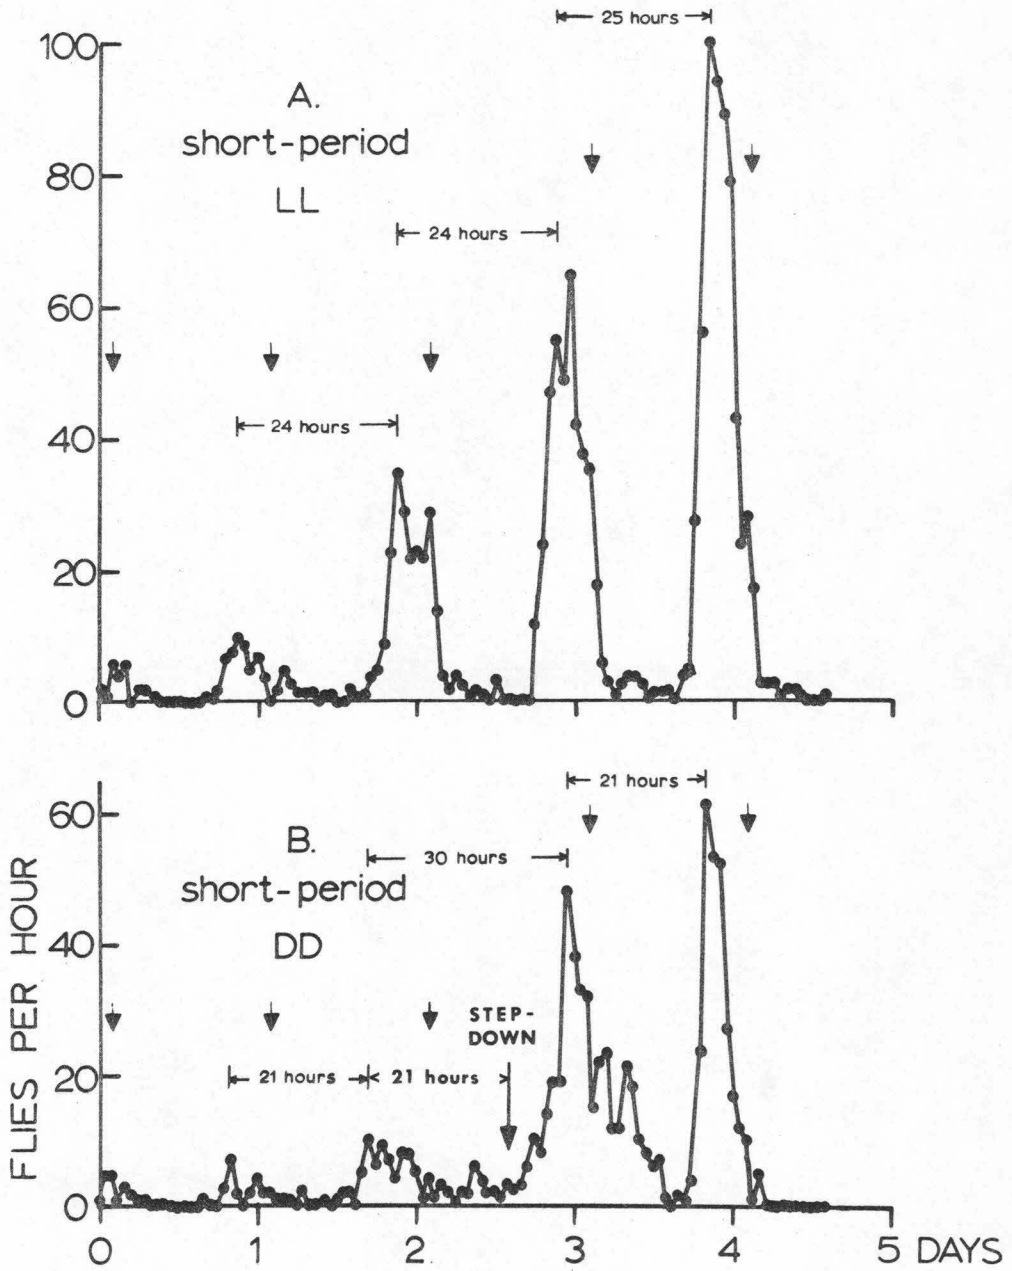 25 hours
100
A.
short-period
LL
80
24 hours
60
40
24 hours
20
0
21 hours
60
B.
30 hours
short-period
DD
40
STEP-
DOWN
20
21 hours
21 hours
0
FLIES PER HOUR
0 1 2 3 4 5 DAYS